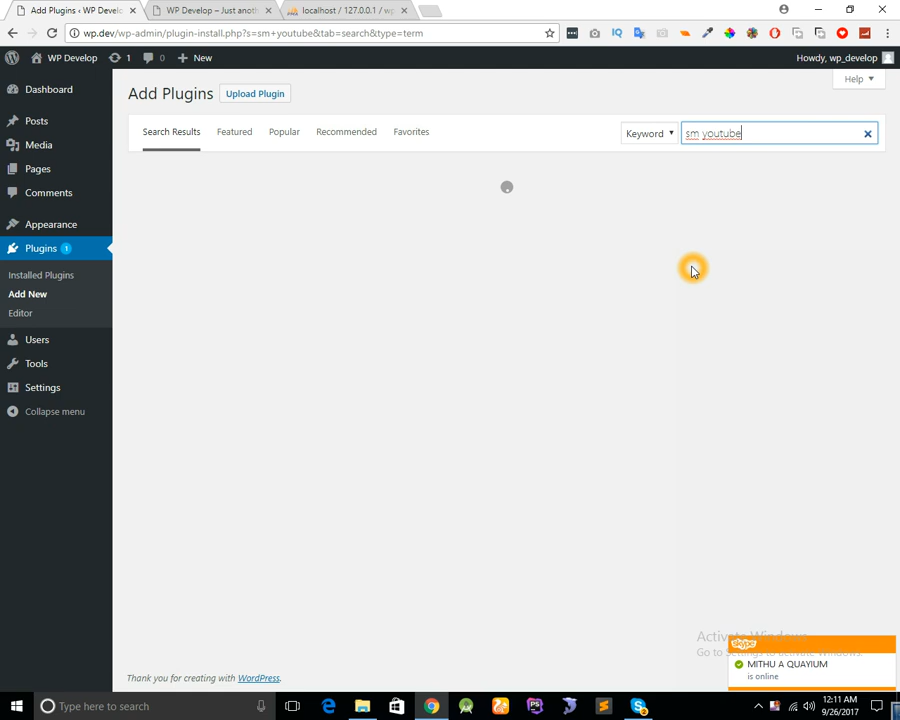 Add Plugins ‹ WP Develo
WP Develop – Just anoth
localhost / 127.0.0.1 / wp
wp.dev/wp-admin/plugin-install.php?s=sm+youtube&tab=search&type=term
WP Develop
1
0
New
Howdy, wp_develop
Dashboard
Posts
Media
Pages
Comments
Appearance
Plugins 1
Installed Plugins
Add New
Editor
Users
Tools
Settings
Collapse menu
Help
Add Plugins
Upload Plugin
Search Results
Featured
Popular
Recommended
Favorites
Keyword
sm youtube
Thank you for creating with WordPress.
Activate Windows
Go to Settings to activate Windows.
skype
MITHU A QUAYIUM
is online
Type here to search
12:11 AM
9/26/2017